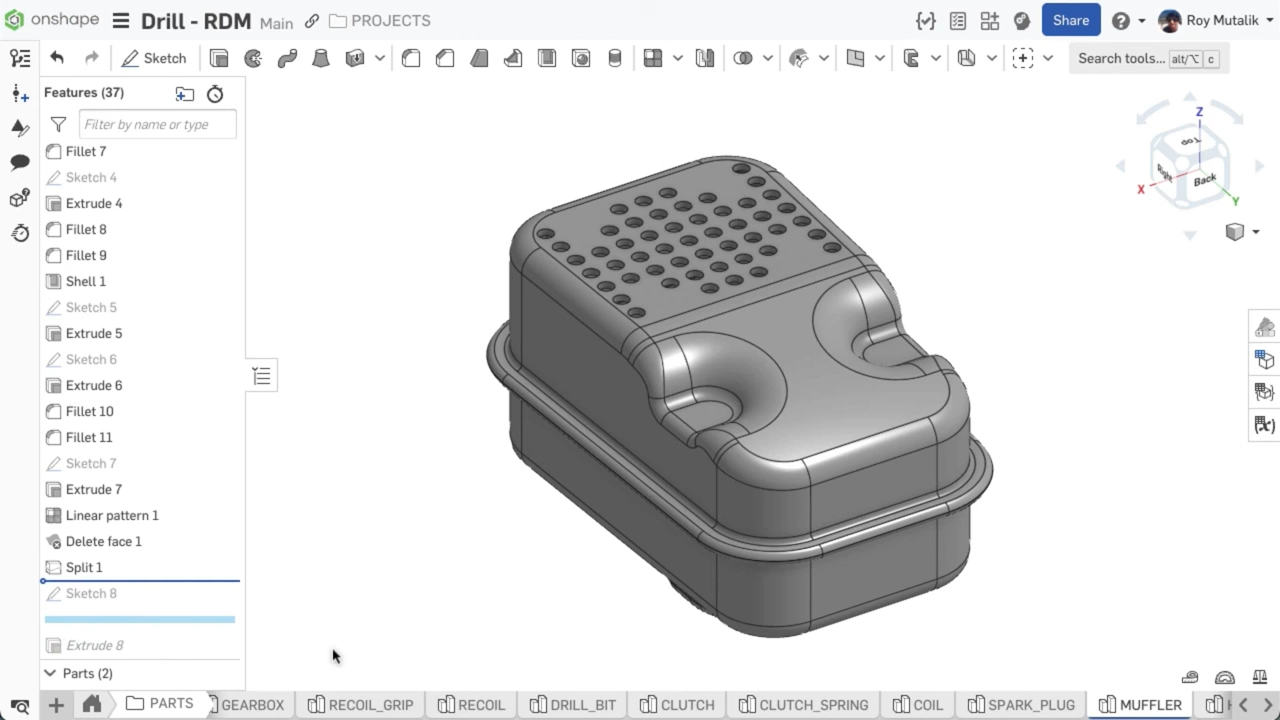 onshape Drill - RDM Main PROJECTS Share Roy Mutalik
Sketch Search tools... alt/⌥ c
Features (37)
Filter by name or type
Fillet 7
Sketch 4
Extrude 4
Fillet 8
Fillet 9
Shell 1
Sketch 5
Extrude 5
Sketch 6
Extrude 6
Fillet 10
Fillet 11
Sketch 7
Extrude 7
Linear pattern 1
Delete face 1
Split 1
Sketch 8
Extrude 8
Parts (2)
Z
Top
Right
Back
X
Y
PARTS GEARBOX RECOIL_GRIP RECOIL DRILL_BIT CLUTCH CLUTCH_SPRING COIL SPARK_PLUG MUFFLER